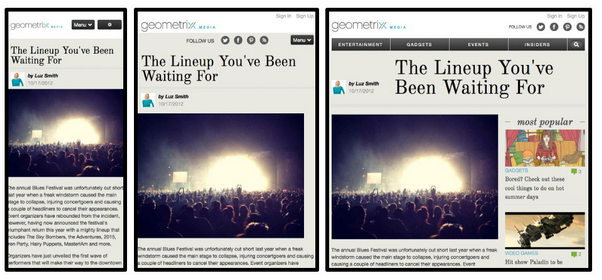 geometrixx MEDIA
Menu
The Lineup You've Been
Waiting For
by Luz Smith
10/17/2012
The annual Blues Festival was unfortunately cut short
last year when a freak windstorm caused the main
stage to collapse, injuring concertgoers and causing
a couple of headliners to cancel their appearances.
Event organizers have rebounded from the incident,
however, having now announced the festival's
triumphant return this year with a mighty lineup that
includes The Sky Bombers, the Adventures, 2015,
Iron Party, Hairy Puppets, MasterJam and more.
Organizers have just unveiled the first wave of
performers that will make their way to the downtown
Sign In Sign Up
geometrixx MEDIA
FOLLOW US
Menu
The Lineup You've Been
Waiting For
by Luz Smith
10/17/2012
The annual Blues Festival was unfortunately cut short last year when a freak
windstorm caused the main stage to collapse, injuring concertgoers and causing
a couple of headliners to cancel their appearances. Event organizers have
Sign In Sign Up
geometrixx MEDIA
FOLLOW US
ENTERTAINMENT GADGETS EVENTS INSIDERS
The Lineup You've
Been Waiting For
by Luz Smith
10/17/2012
The annual Blues Festival was unfortunately cut short last year when a freak
windstorm caused the main stage to collapse, injuring concertgoers and
causing a couple of headliners to cancel their appearances. Event
most popular
GADGETS
Bored? Check out these
cool things to do on hot
summer days
VIDEO GAMES
Hit show Paladin to be